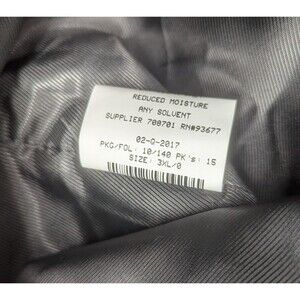 REDUCED MOISTURE
ANY SOLVENT
SUPPLIER 708701 RN#93677
02-O-2017
PKG/FOL: 10/140 PK's: 15
SIZE: 3XL/0